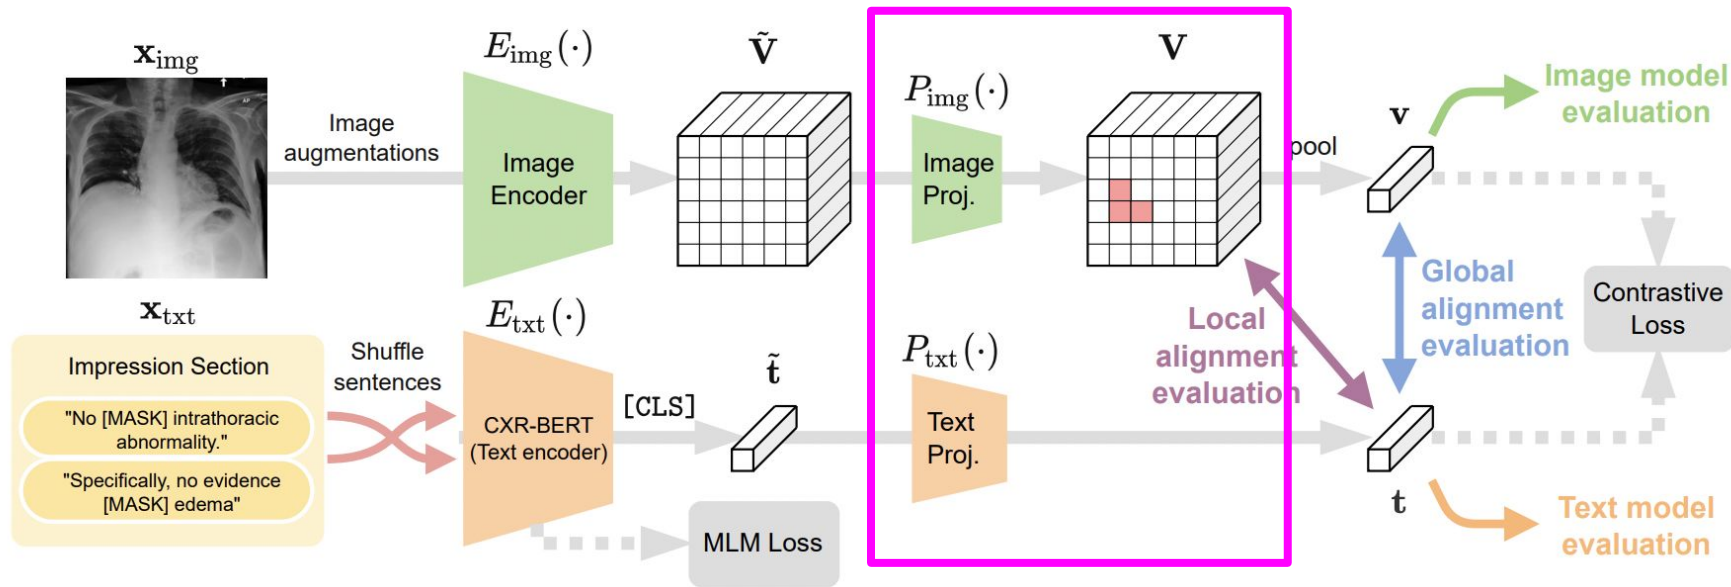 x_img
Image
augmentations
E_img(·)
Image
Encoder
Ṽ
P_img(·)
Image
Proj.
V
pool
v
Image model
evaluation
Global
alignment
evaluation
Contrastive
Loss
Local
alignment
evaluation
x_txt
Impression Section
"No [MASK] intrathoracic
abnormality."
"Specifically, no evidence
[MASK] edema"
Shuffle
sentences
E_txt(·)
CXR-BERT
(Text encoder)
[CLS]
t̃
MLM Loss
P_txt(·)
Text
Proj.
t
Text model
evaluation